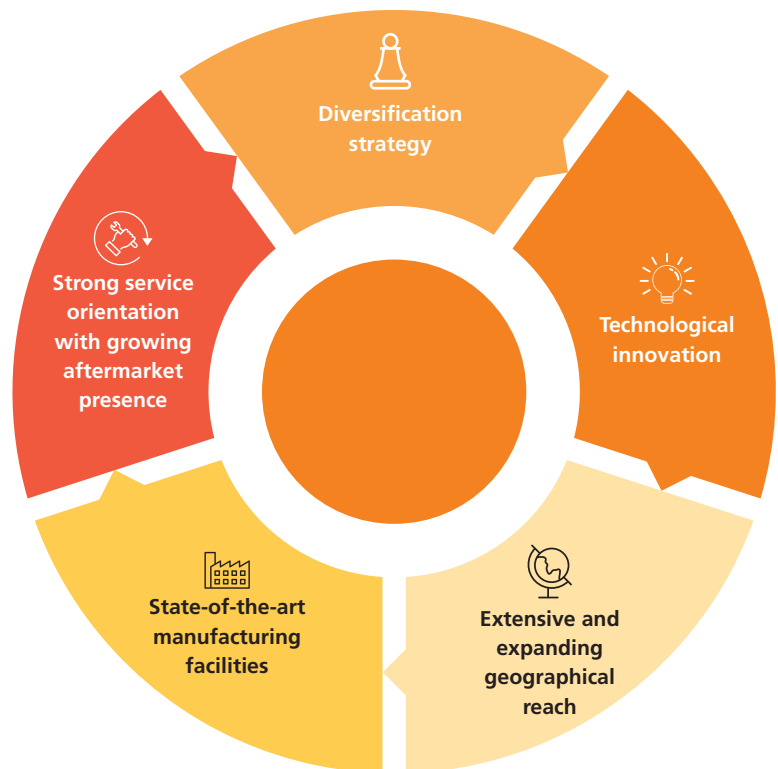 Diversification
strategy
Technological
innovation
Extensive and
expanding
geographical
reach
State-of-the-art
manufacturing
facilities
Strong service
orientation
with growing
aftermarket
presence